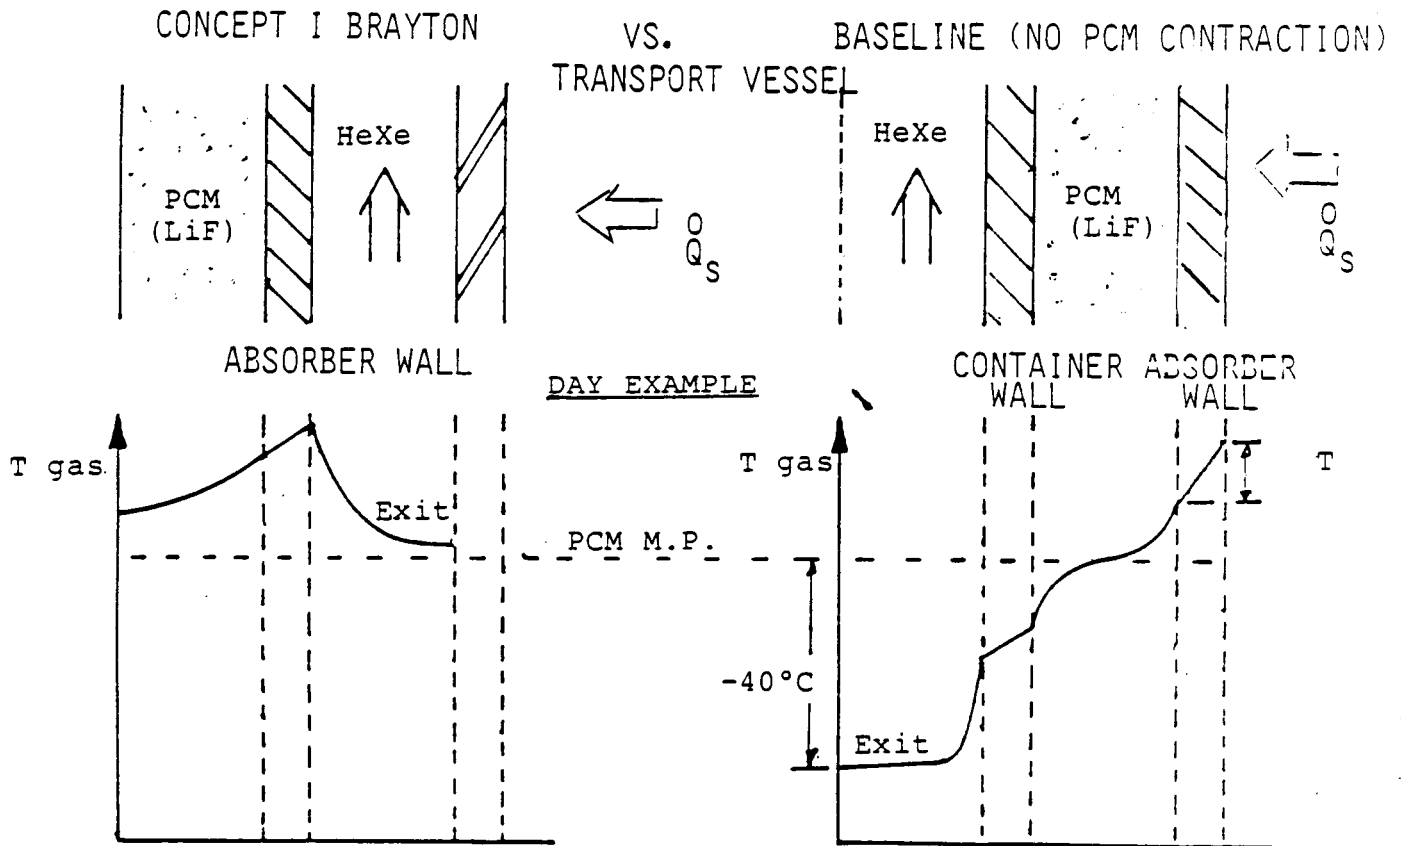 CONCEPT I BRAYTON
VS.
BASELINE (NO PCM CONTRACTION)
TRANSPORT VESSEL
HeXe
PCM
(LiF)
O
Q
S
HeXe
PCM
(LiF)
O
Q
S
ABSORBER WALL
DAY EXAMPLE
CONTAINER ABSORBER
WALL WALL
T gas
Exit
PCM M.P.
T gas
T
-40°C
Exit